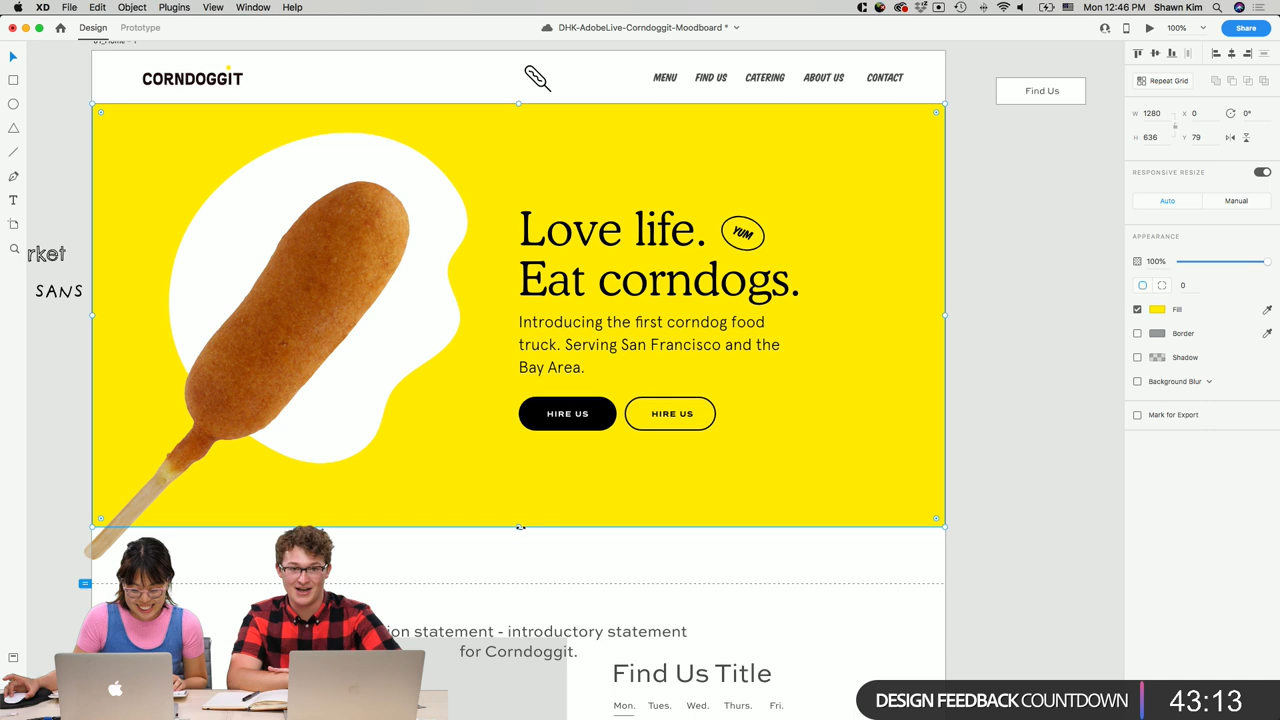 XD File Edit Object Plugins View Window Help
Mon 12:46 PM Shawn Kim
Design Prototype
DHK-AdobeLive-Corndoggit-Moodboard *
100%
Share
CORNDOGGIT
MENU FIND US CATERING ABOUT US CONTACT
Find Us
Repeat Grid
W 1280 X 0 0°
H 636 Y 79
RESPONSIVE RESIZE
Auto Manual
APPEARANCE
100%
0
Fill
Border
Shadow
Background Blur
Mark for Export
rket
SANS
Love life. YUM
Eat corndogs.
Introducing the first corndog food
truck. Serving San Francisco and the
Bay Area.
HIRE US HIRE US
ion statement - introductory statement
for Corndoggit.
Find Us Title
Mon. Tues. Wed. Thurs. Fri.
DESIGN FEEDBACK COUNTDOWN 43:13